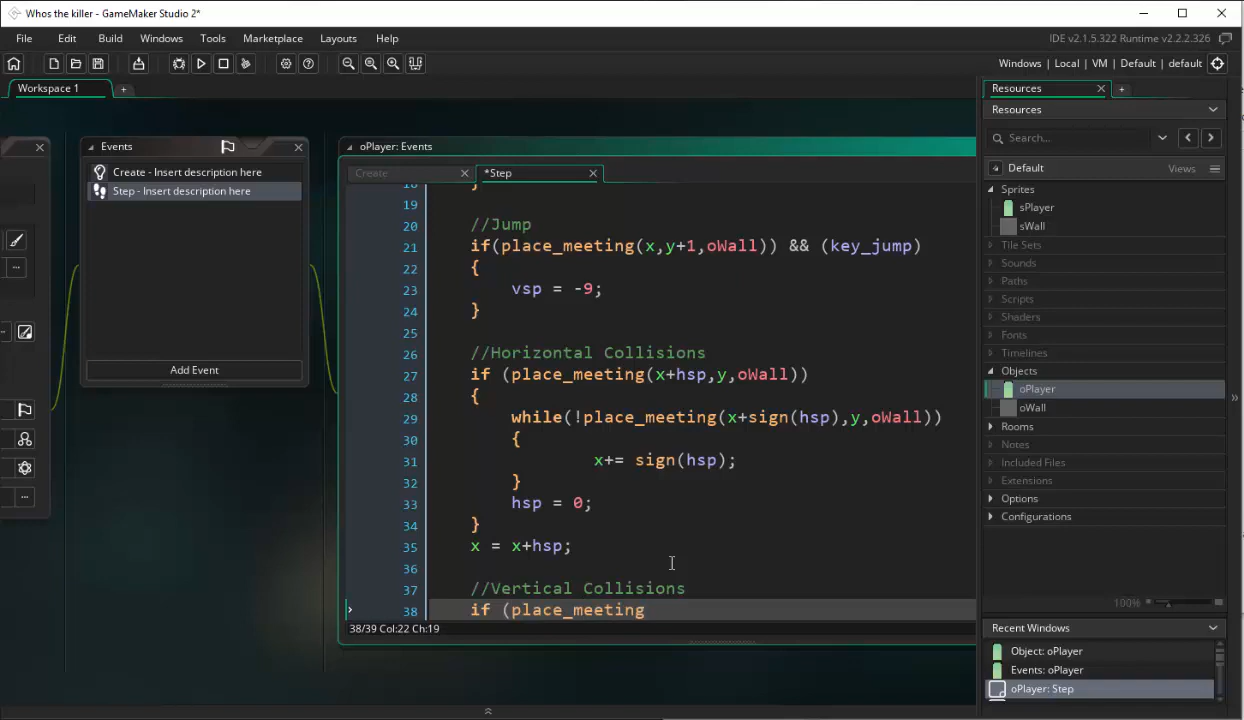 Whos the killer - GameMaker Studio 2*
File Edit Build Windows Tools Marketplace Layouts Help
IDE v2.1.5.322 Runtime v2.2.2.326
Windows | Local | VM | Default | default
Workspace 1
Events
Create - Insert description here
Step - Insert description here
Add Event
oPlayer: Events
Create
*Step
19
20 //Jump
21 if(place_meeting(x,y+1,oWall)) && (key_jump)
22 {
23 vsp = -9;
24 }
25
26 //Horizontal Collisions
27 if (place_meeting(x+hsp,y,oWall))
28 {
29 while(!place_meeting(x+sign(hsp),y,oWall))
30 {
31 x+= sign(hsp);
32 }
33 hsp = 0;
34 }
35 x = x+hsp;
36
37 //Vertical Collisions
38 if (place_meeting
38/39 Col:22 Ch:19
Resources
Resources
Search...
Default Views
Sprites
sPlayer
sWall
Tile Sets
Sounds
Paths
Scripts
Shaders
Fonts
Timelines
Objects
oPlayer
oWall
Rooms
Notes
Included Files
Extensions
Options
Configurations
100%
Recent Windows
Object: oPlayer
Events: oPlayer
oPlayer: Step